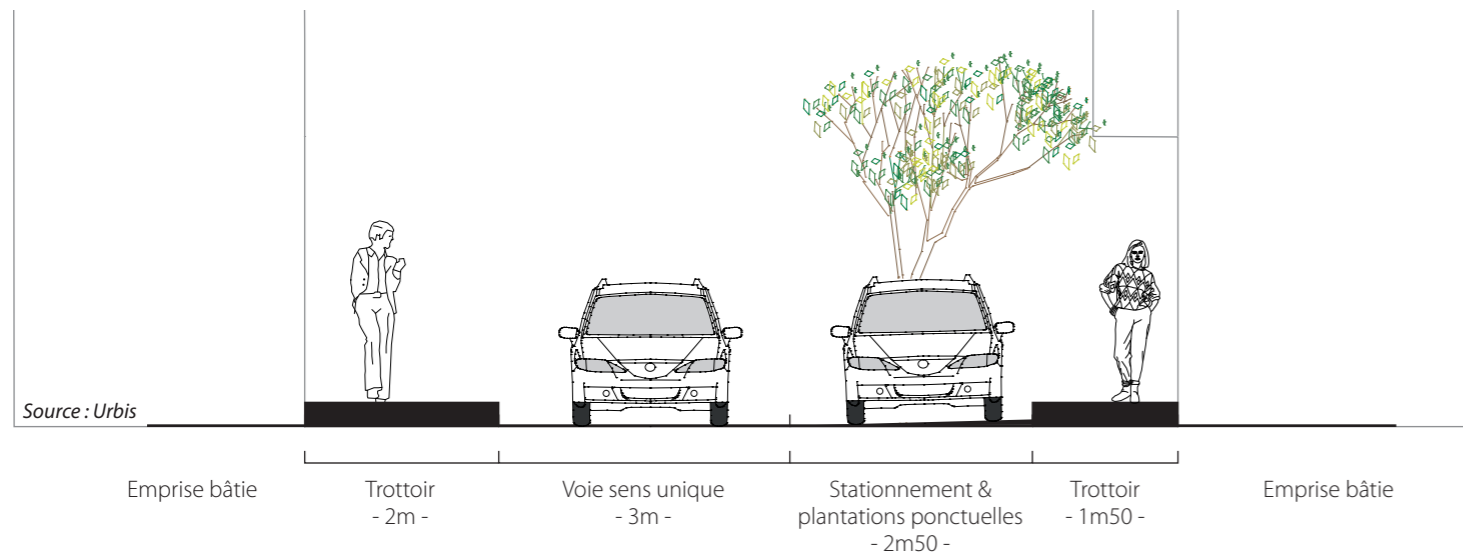 Source : Urbis
Emprise bâtie
Trottoir
- 2m -
Voie sens unique
- 3m -
Stationnement &
plantations ponctuelles
- 2m50 -
Trottoir
- 1m50 -
Emprise bâtie